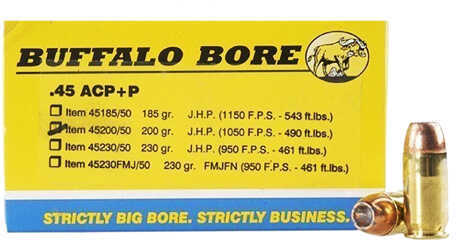 BUFFALO BORE
.45 ACP+P
Item 45185/50 185 gr. J.H.P. (1150 F.P.S. - 543 ft.lbs.)
Item 45200/50 200 gr. J.H.P. (1050 F.P.S. - 490 ft.lbs.)
Item 45230/50 230 gr. J.H.P. (950 F.P.S. - 461 ft.lbs.)
Item 45230FMJ/50 230 gr. FMJFN (950 F.P.S. - 461 ft.lbs.)
STRICTLY BIG BORE. STRICTLY BUSINESS.